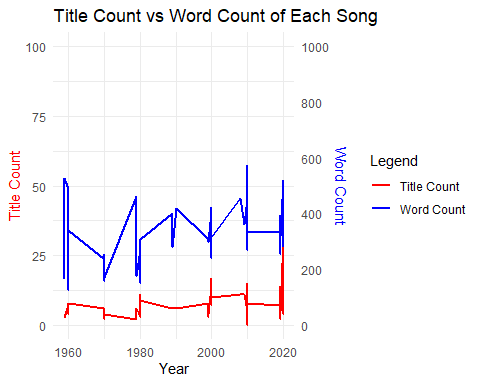 Title Count vs Word Count of Each Song
100
75
50
25
0
Title Count
1000
800
600
400
200
0
Word Count
1960
1980
2000
2020
Year
Legend
Title Count
Word Count